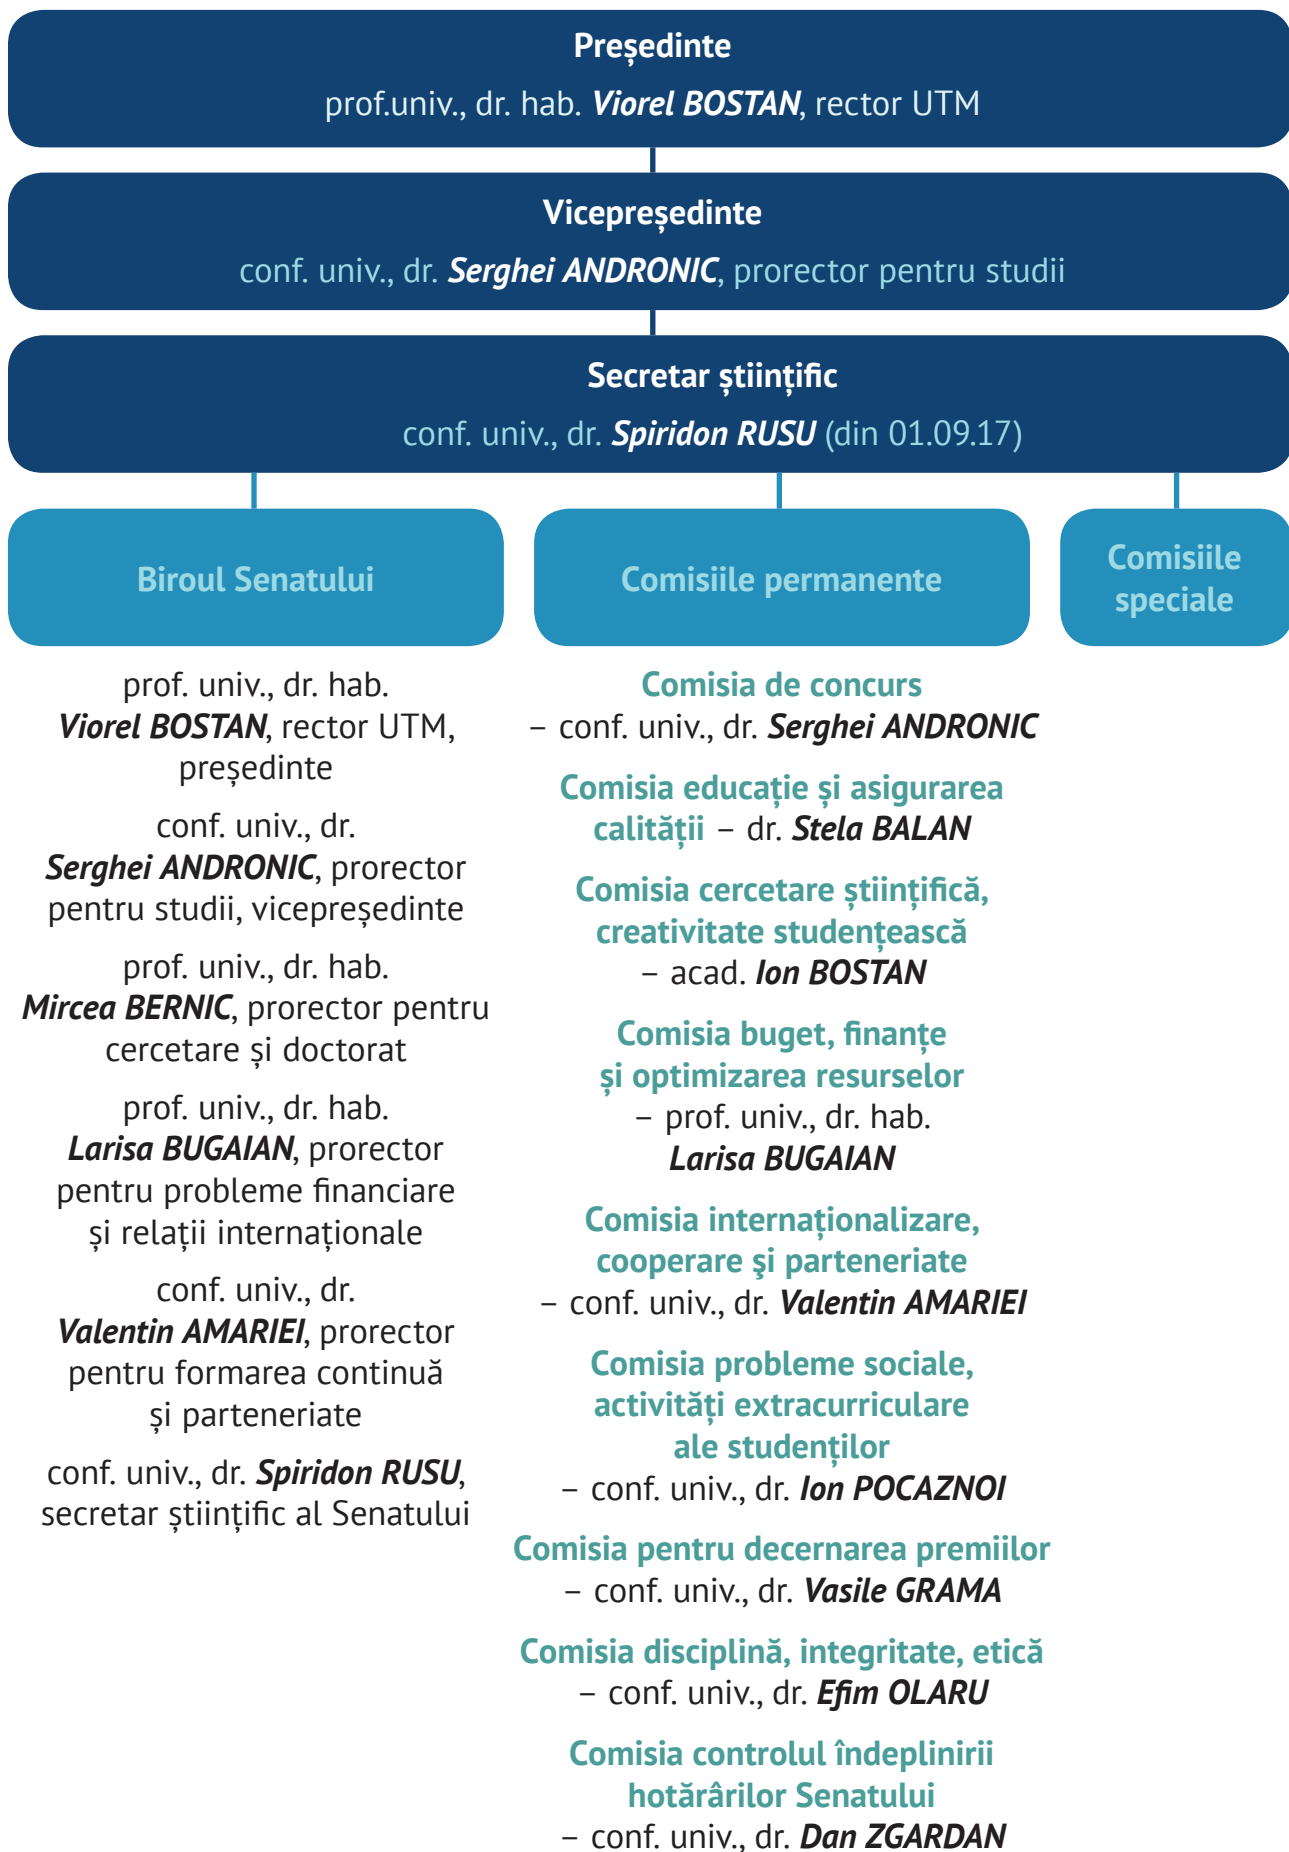 Președinte
prof.univ., dr. hab. Viorel BOSTAN, rector UTM
Vicepreședinte
conf. univ., dr. Serghei ANDRONIC, prorector pentru studii
Secretar științific
conf. univ., dr. Spiridon RUSU (din 01.09.17)
Biroul Senatului
prof. univ., dr. hab.
Viorel BOSTAN, rector UTM,
președinte
conf. univ., dr.
Serghei ANDRONIC, prorector
pentru studii, vicepreședinte
prof. univ., dr. hab.
Mircea BERNIC, prorector pentru
cercetare și doctorat
prof. univ., dr. hab.
Larisa BUGAIAN, prorector
pentru probleme financiare
și relații internaționale
conf. univ., dr.
Valentin AMARIEI, prorector
pentru formarea continuă
și parteneriate
conf. univ., dr. Spiridon RUSU,
secretar științific al Senatului
Comisiile permanente
Comisia de concurs
– conf. univ., dr. Serghei ANDRONIC
Comisia educație și asigurarea
calității – dr. Stela BALAN
Comisia cercetare științifică,
creativitate studențească
– acad. Ion BOSTAN
Comisia buget, finanțe
și optimizarea resurselor
– prof. univ., dr. hab.
Larisa BUGAIAN
Comisia internaționalizare,
cooperare şi parteneriate
– conf. univ., dr. Valentin AMARIEI
Comisia probleme sociale,
activități extracurriculare
ale studenților
– conf. univ., dr. Ion POCAZNOI
Comisia pentru decernarea premiilor
– conf. univ., dr. Vasile GRAMA
Comisia disciplină, integritate, etică
– conf. univ., dr. Efim OLARU
Comisia controlul îndeplinirii
hotărârilor Senatului
– conf. univ., dr. Dan ZGARDAN
Comisiile
speciale